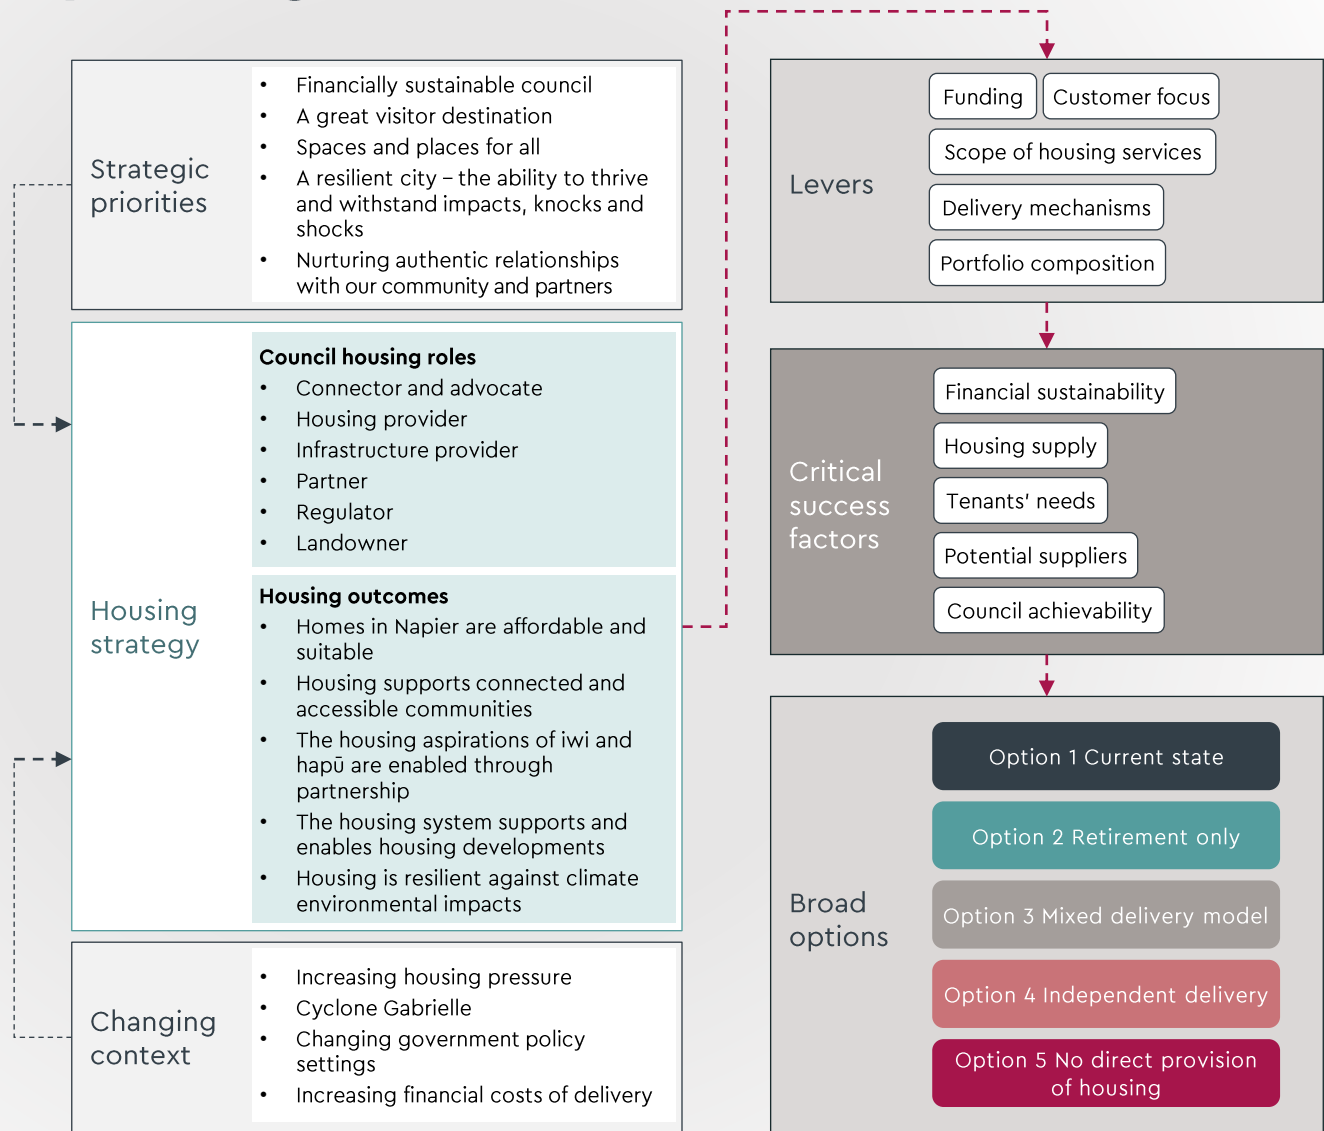 Strategic
priorities
• Financially sustainable council
• A great visitor destination
• Spaces and places for all
• A resilient city – the ability to thrive
and withstand impacts, knocks and
shocks
• Nurturing authentic relationships
with our community and partners
Housing
strategy
Council housing roles
• Connector and advocate
• Housing provider
• Infrastructure provider
• Partner
• Regulator
• Landowner
Housing outcomes
• Homes in Napier are affordable and
suitable
• Housing supports connected and
accessible communities
• The housing aspirations of iwi and
hapū are enabled through
partnership
• The housing system supports and
enables housing developments
• Housing is resilient against climate
environmental impacts
Changing
context
• Increasing housing pressure
• Cyclone Gabrielle
• Changing government policy
settings
• Increasing financial costs of delivery
Levers
Funding
Customer focus
Scope of housing services
Delivery mechanisms
Portfolio composition
Critical
success
factors
Financial sustainability
Housing supply
Tenants' needs
Potential suppliers
Council achievability
Broad
options
Option 1 Current state
Option 2 Retirement only
Option 3 Mixed delivery model
Option 4 Independent delivery
Option 5 No direct provision
of housing